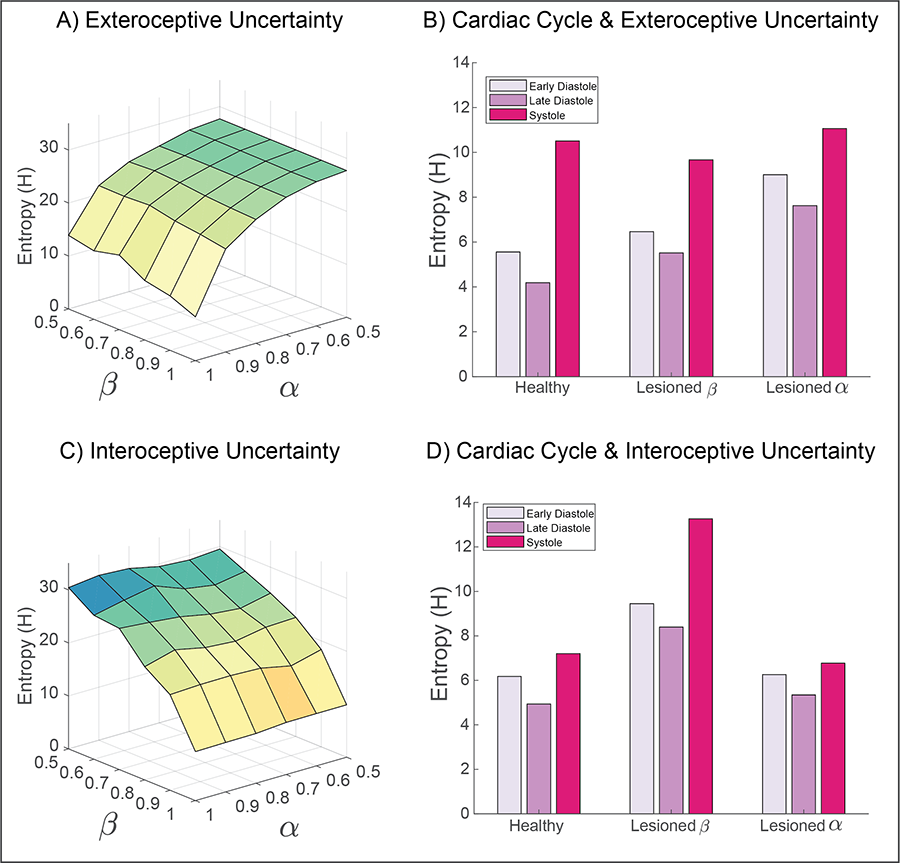 A) Exteroceptive Uncertainty
Entropy (H)
30
20
10
0
0.5
0.6
0.7
0.8
0.9
1
β
1
0.9
0.8
0.7
0.6
0.5
α
B) Cardiac Cycle & Exteroceptive Uncertainty
Entropy (H)
14
12
10
8
6
4
2
0
Early Diastole
Late Diastole
Systole
Healthy
Lesioned β
Lesioned α
C) Interoceptive Uncertainty
Entropy (H)
30
20
10
0
0.5
0.6
0.7
0.8
0.9
1
β
1
0.9
0.8
0.7
0.6
0.5
α
D) Cardiac Cycle & Interoceptive Uncertainty
Entropy (H)
14
12
10
8
6
4
2
0
Early Diastole
Late Diastole
Systole
Healthy
Lesioned β
Lesioned α